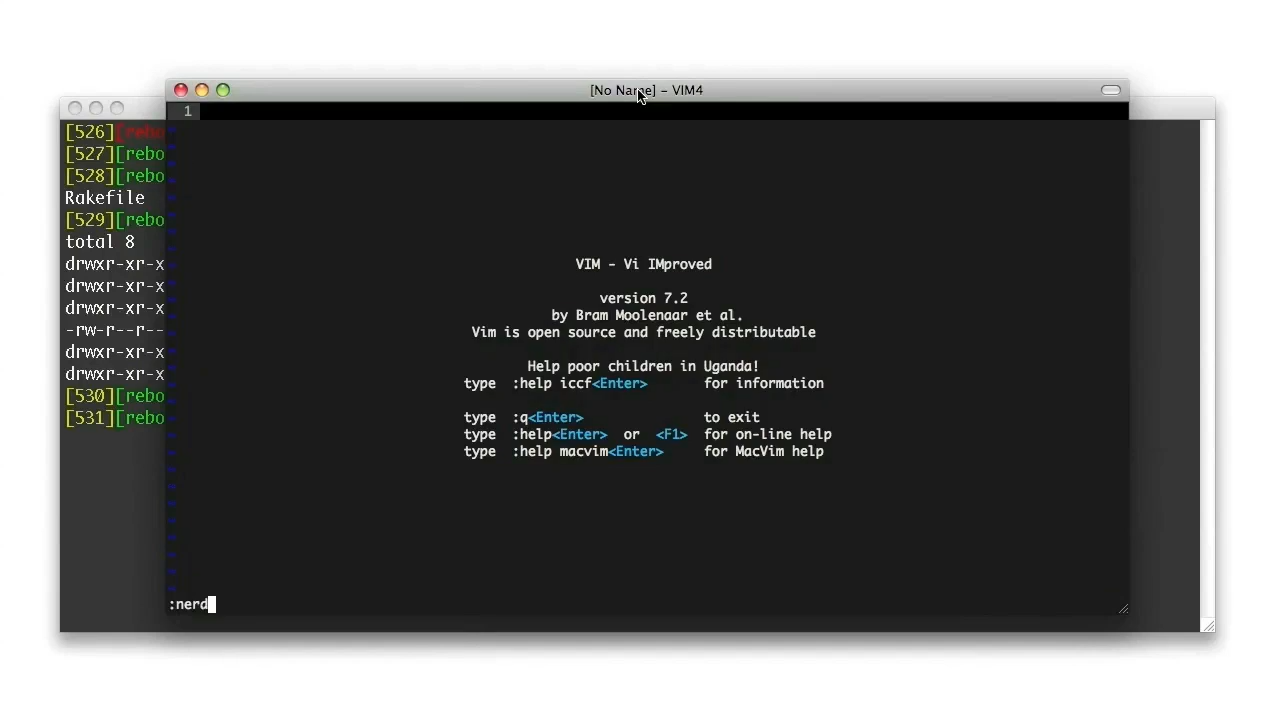 [No Name] – VIM4
1
[526][rebo
[527][rebo
[528][rebo
Rakefile
[529][rebo
total 8
drwxr-xr-x
drwxr-xr-x
drwxr-xr-x
-rw-r--r--
drwxr-xr-x
drwxr-xr-x
[530][rebo
[531][rebo
VIM - Vi IMproved
version 7.2
by Bram Moolenaar et al.
Vim is open source and freely distributable
Help poor children in Uganda!
type :help iccf<Enter> for information
type :q<Enter> to exit
type :help<Enter> or <F1> for on-line help
type :help macvim<Enter> for MacVim help
:nerd